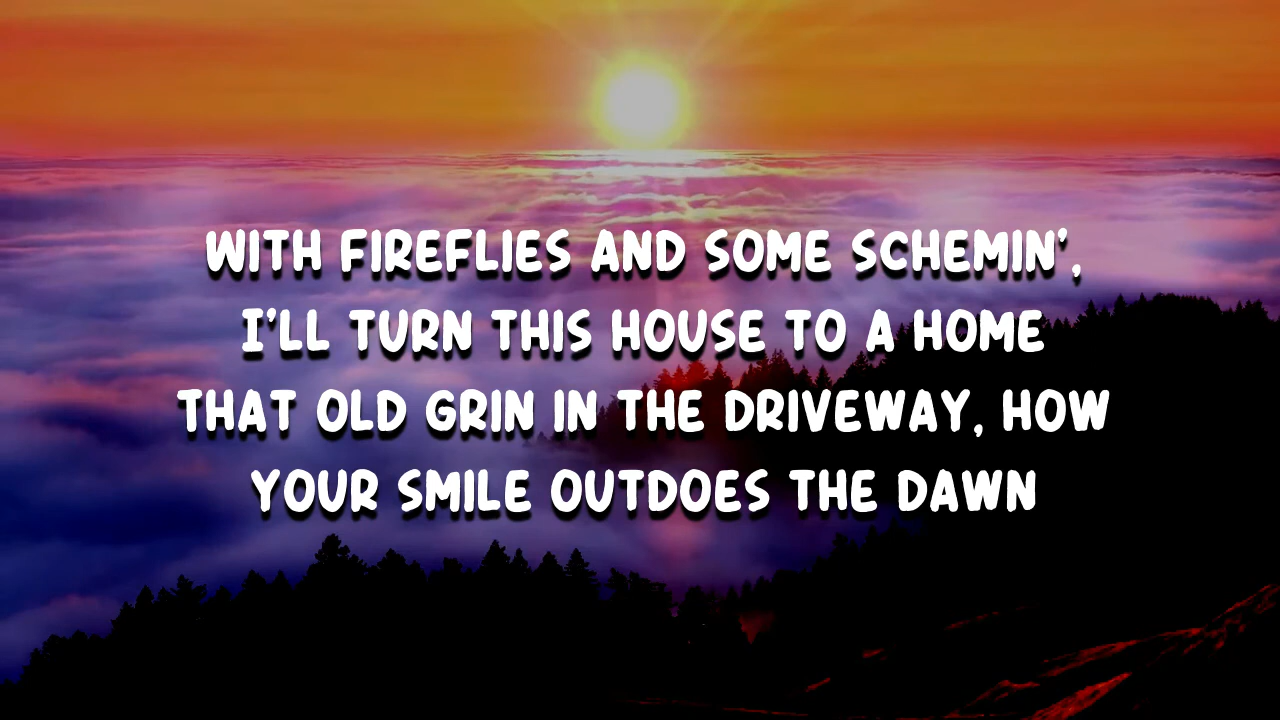 WITH FIREFLIES AND SOME SCHEMIN',
I'LL TURN THIS HOUSE TO A HOME
THAT OLD GRIN IN THE DRIVEWAY, HOW
YOUR SMILE OUTDOES THE DAWN